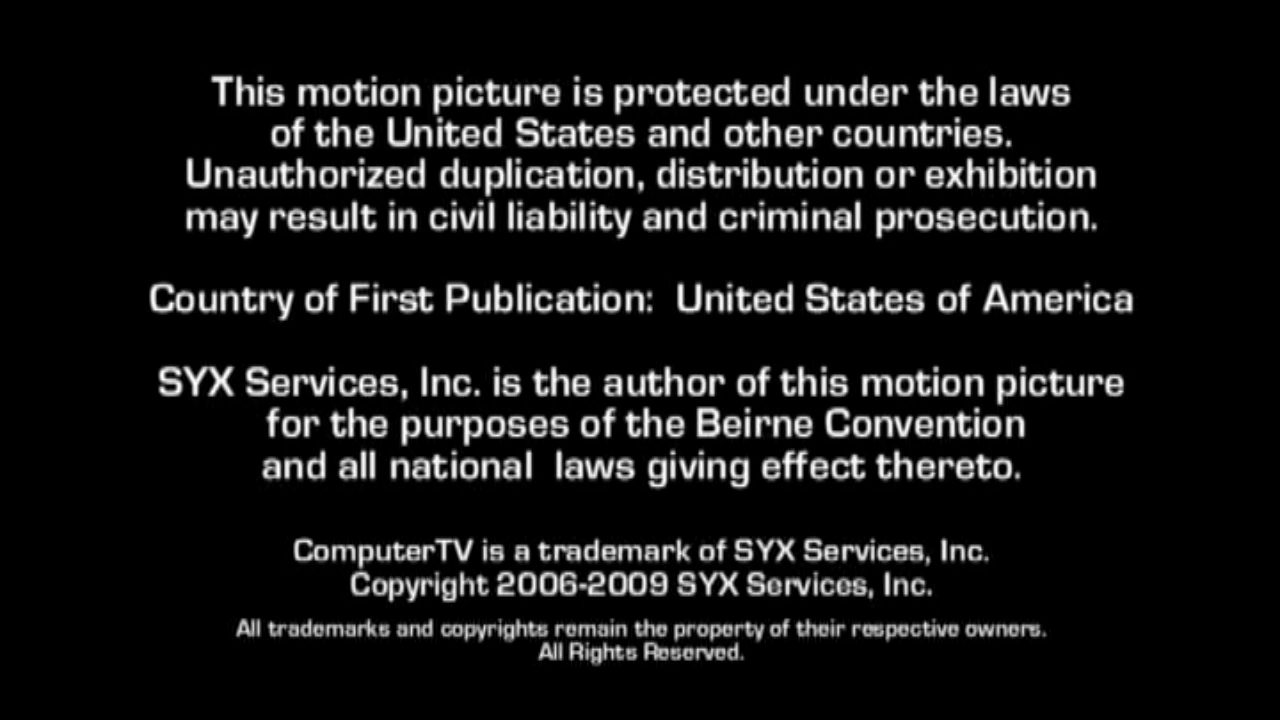 This motion picture is protected under the laws
of the United States and other countries.
Unauthorized duplication, distribution or exhibition
may result in civil liability and criminal prosecution.
Country of First Publication:  United States of America
SYX Services, Inc. is the author of this motion picture
for the purposes of the Beirne Convention
and all national  laws giving effect thereto.
ComputerTV is a trademark of SYX Services, Inc.
Copyright 2006-2009 SYX Services, Inc.
All trademarks and copyrights remain the property of their respective owners.
All Rights Reserved.